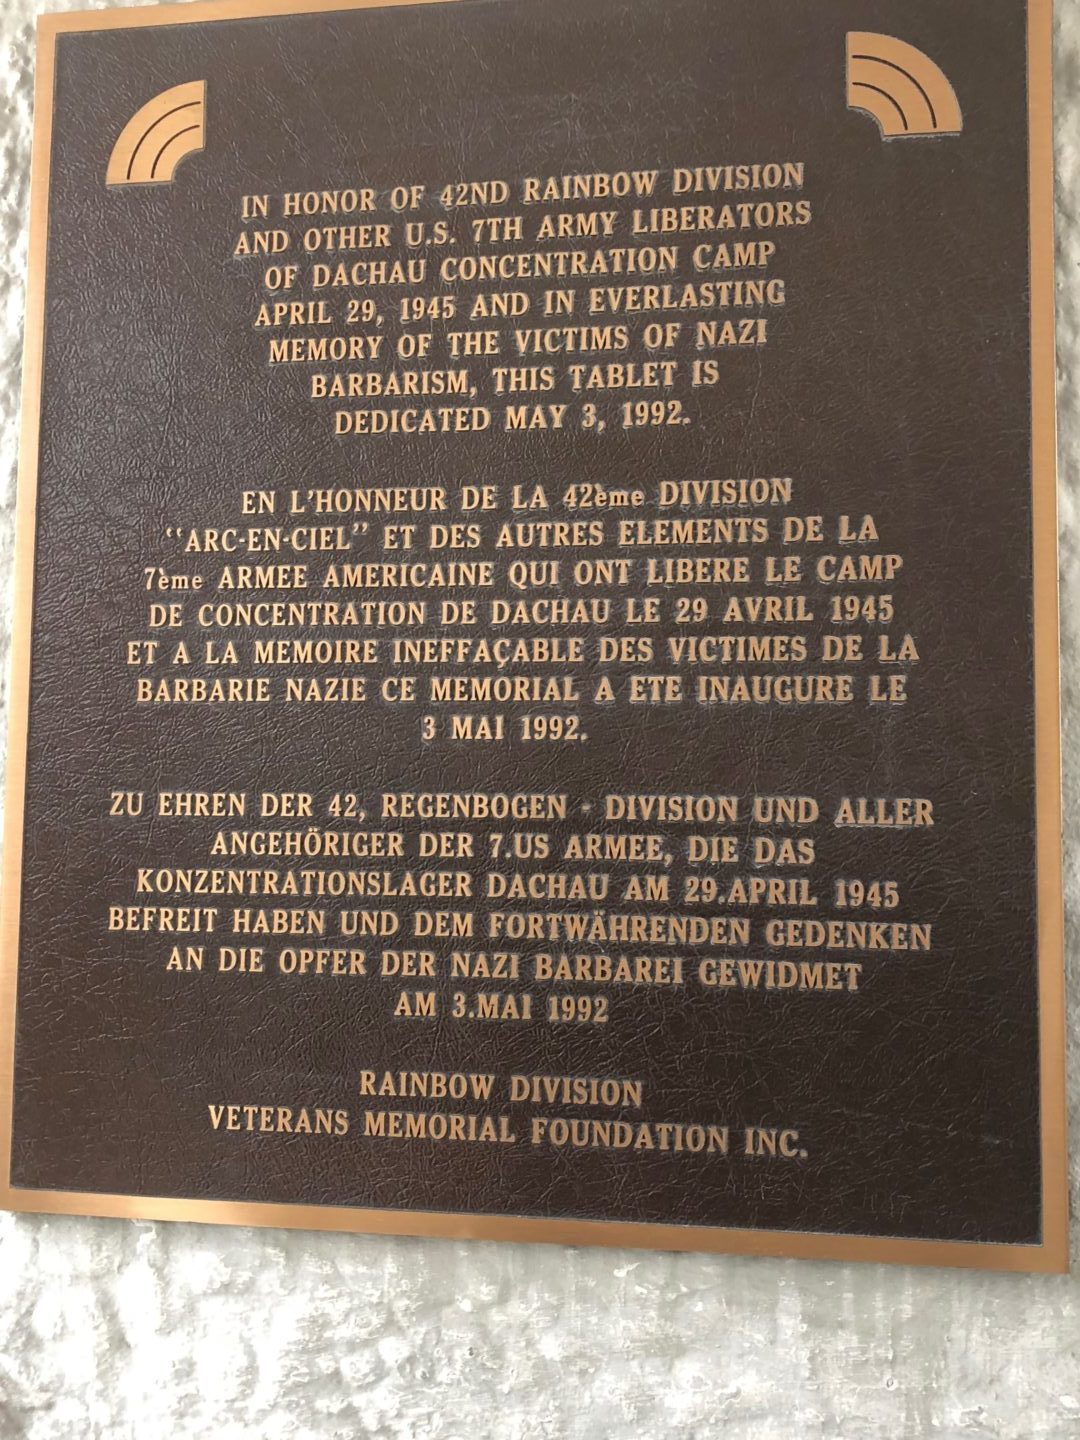 IN HONOR OF 42ND RAINBOW DIVISION
AND OTHER U.S. 7TH ARMY LIBERATORS
OF DACHAU CONCENTRATION CAMP
APRIL 29, 1945 AND IN EVERLASTING
MEMORY OF THE VICTIMS OF NAZI
BARBARISM, THIS TABLET IS
DEDICATED MAY 3, 1992.
EN L'HONNEUR DE LA 42ème DIVISION
"ARC-EN-CIEL" ET DES AUTRES ELEMENTS DE LA
7ème ARMEE AMERICAINE QUI ONT LIBERE LE CAMP
DE CONCENTRATION DE DACHAU LE 29 AVRIL 1945
ET A LA MEMOIRE INEFFAÇABLE DES VICTIMES DE LA
BARBARIE NAZIE CE MEMORIAL A ETE INAUGURE LE
3 MAI 1992.
ZU EHREN DER 42, REGENBOGEN - DIVISION UND ALLER
ANGEHÖRIGER DER 7.US ARMEE, DIE DAS
KONZENTRATIONSLAGER DACHAU AM 29.APRIL 1945
BEFREIT HABEN UND DEM FORTWÄHRENDEN GEDENKEN
AN DIE OPFER DER NAZI BARBAREI GEWIDMET
AM 3.MAI 1992
RAINBOW DIVISION
VETERANS MEMORIAL FOUNDATION INC.